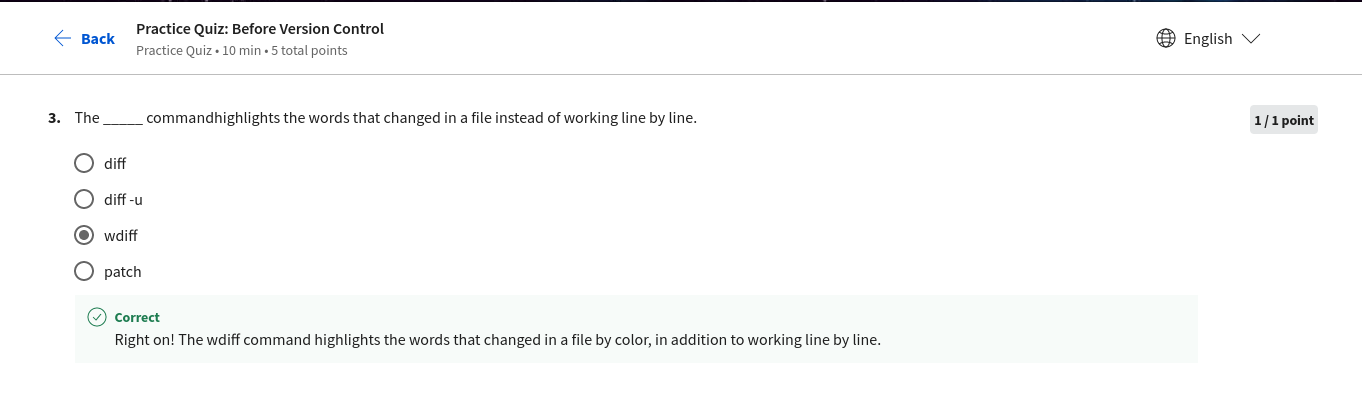 Back
Practice Quiz: Before Version Control
Practice Quiz • 10 min • 5 total points
English
3. The _____ commandhighlights the words that changed in a file instead of working line by line.
1 / 1 point
diff
diff -u
wdiff
patch
Correct
Right on! The wdiff command highlights the words that changed in a file by color, in addition to working line by line.